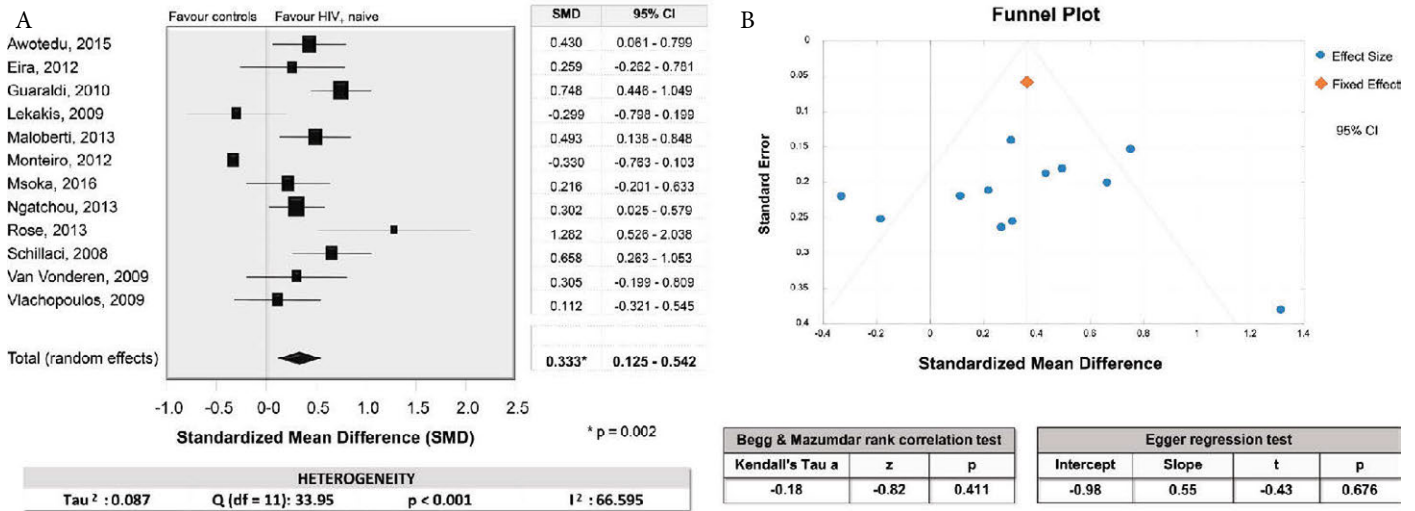 A
Favour controls Favour HIV, naive
SMD 95% CI
Awotedu, 2015 0.430 0.061 - 0.799
Eira, 2012 0.259 -0.262 - 0.781
Guaraldi, 2010 0.748 0.446 - 1.049
Lekakis, 2009 -0.299 -0.798 - 0.199
Maloberti, 2013 0.493 0.138 - 0.848
Monteiro, 2012 -0.330 -0.763 - 0.103
Msoka, 2016 0.216 -0.201 - 0.633
Ngatchou, 2013 0.302 0.025 - 0.579
Rose, 2013 1.282 0.526 - 2.038
Schillaci, 2008 0.658 0.263 - 1.053
Van Vonderen, 2009 0.305 -0.199 - 0.809
Vlachopoulos, 2009 0.112 -0.321 - 0.545
Total (random effects) 0.333* 0.125 - 0.542
-1.0 0-0 0.5 1.0 1.5 2.0 2.5
Standardized Mean Difference (SMD)
* p = 0.002
HETEROGENEITY
Tau 2 : 0.087 Q (df = 11): 33.95 p < 0.001 I 2 : 66.595
B
Funnel Plot
Effect Size
Fixed Effect
95% CI
Standard Error
0
0.05
0.1
0.15
0.2
0.25
0.3
0.35
0.4
-0.4 -0.2 0 0.2 0.4 0.6 0.8 1 1.2 1.4
Standardized Mean Difference
Begg & Mazumdar rank correlation test
Kendall's Tau a z p
-0.18 -0.82 0.411
Egger regression test
Intercept Slope t p
-0.98 0.55 -0.43 0.676